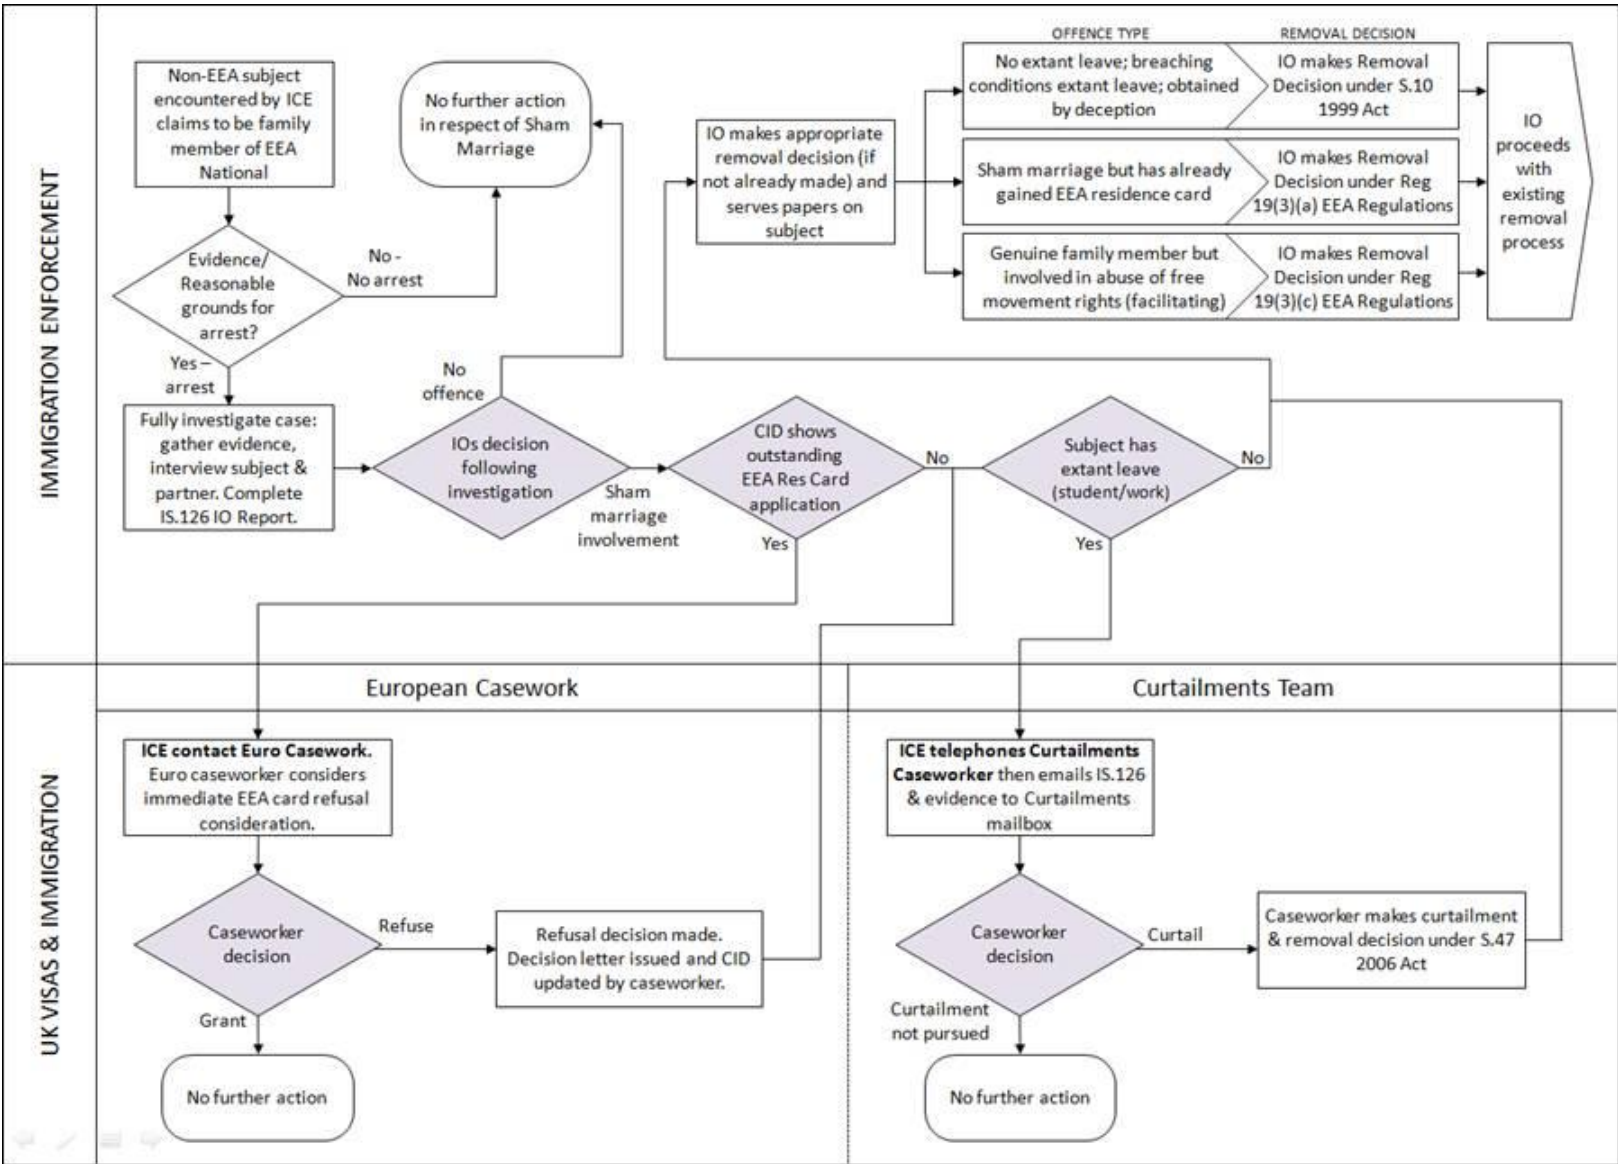 IMMIGRATION ENFORCEMENT
Non-EEA subject
encountered by ICE
claims to be family
member of EEA
National
No further action
in respect of Sham
Marriage
Evidence/
Reasonable
grounds for
arrest?
No -
No arrest
Yes –
arrest
Fully investigate case:
gather evidence,
interview subject &
partner. Complete
IS.126 IO Report.
No
offence
IOs decision
following
investigation
Sham
marriage
involvement
CID shows
outstanding
EEA Res Card
application
No
Yes
Subject has
extant leave
(student/work)
No
Yes
IO makes appropriate
removal decision (if
not already made) and
serves papers on
subject
OFFENCE TYPE
REMOVAL DECISION
No extant leave; breaching
conditions extant leave; obtained
by deception
IO makes Removal
Decision under S.10
1999 Act
Sham marriage but has already
gained EEA residence card
IO makes Removal
Decision under Reg
19(3)(a) EEA Regulations
Genuine family member but
involved in abuse of free
movement rights (facilitating)
IO makes Removal
Decision under Reg
19(3)(c) EEA Regulations
IO
proceeds
with
existing
removal
process
UK VISAS & IMMIGRATION
European Casework
ICE contact Euro Casework.
Euro caseworker considers
immediate EEA card refusal
consideration.
Caseworker
decision
Refuse
Grant
Refusal decision made.
Decision letter issued and CID
updated by caseworker.
No further action
Curtailments Team
ICE telephones Curtailments
Caseworker then emails IS.126
& evidence to Curtailments
mailbox
Caseworker
decision
Curtail
Curtailment
not pursued
Caseworker makes curtailment
& removal decision under S.47
2006 Act
No further action